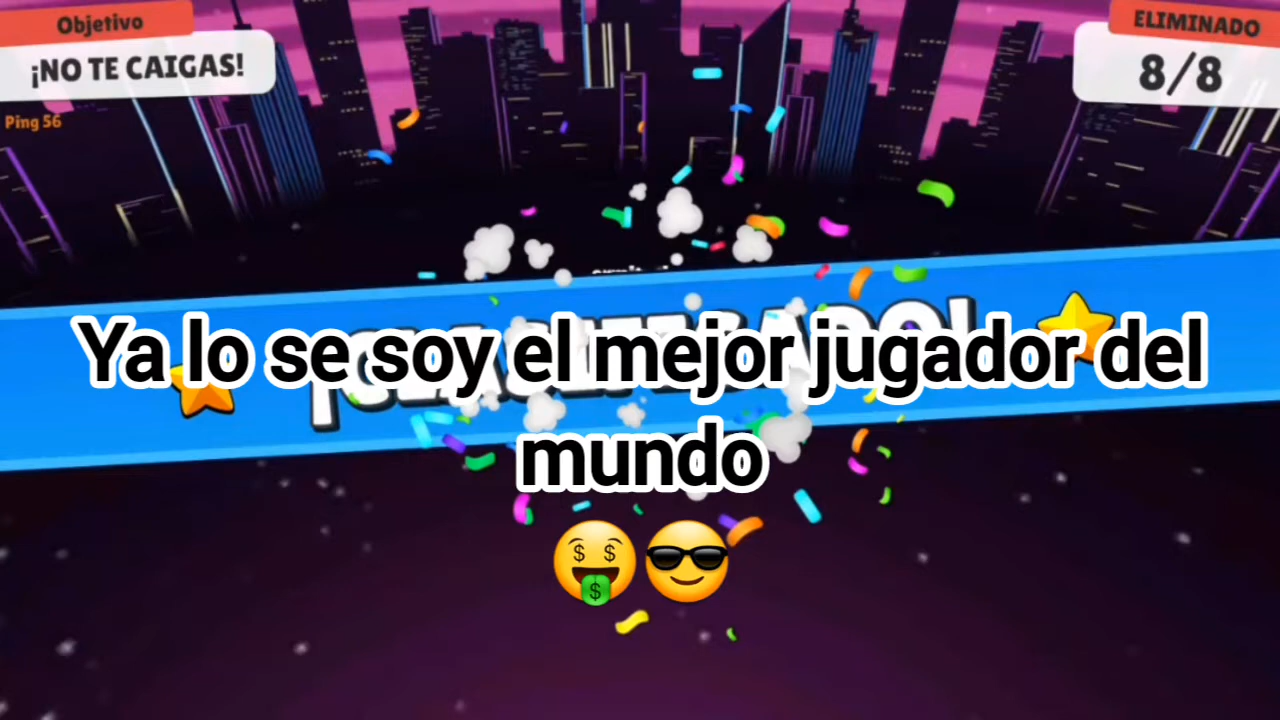 Objetivo
¡NO TE CAIGAS!
Ping 56
ELIMINADO
8/8
Ya lo se soy el mejor jugador del
mundo